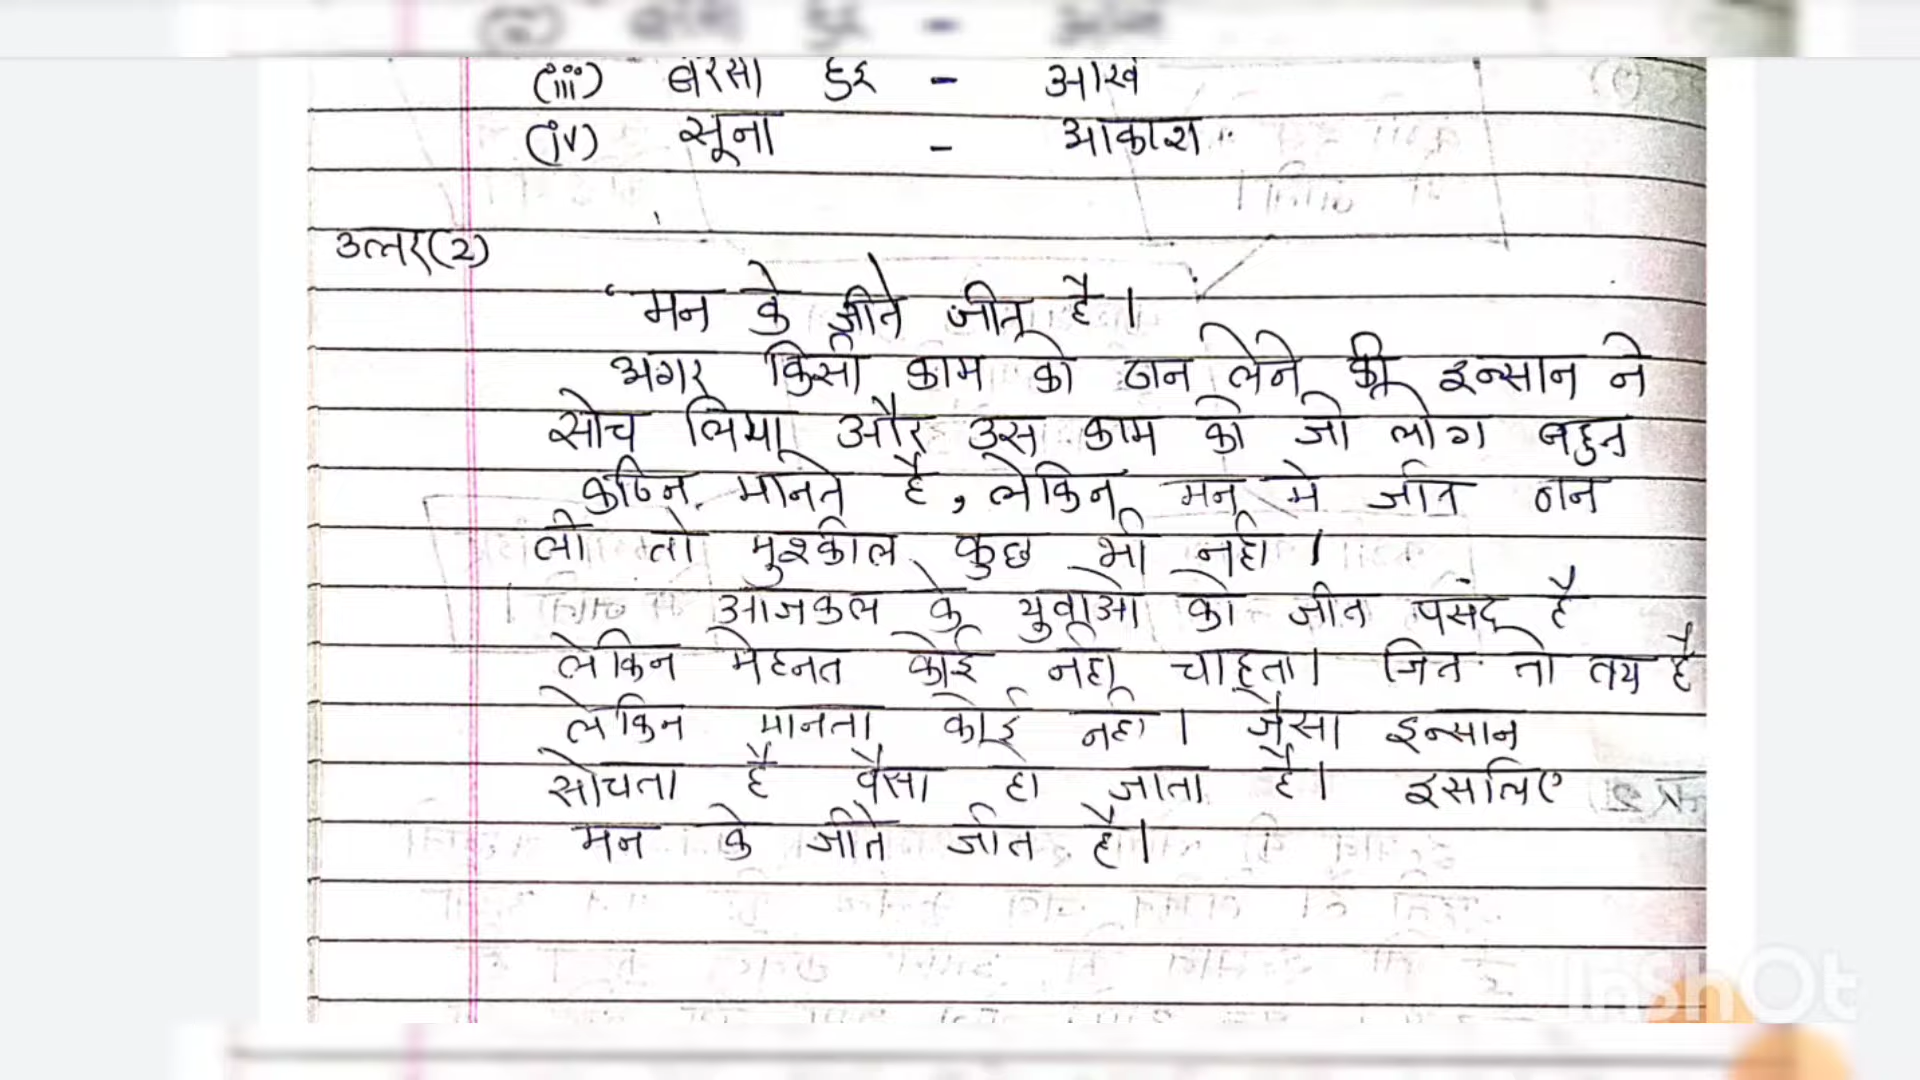 (iii) बरसी हुई - आँखें
(iv) सूना - आकाश
उत्तर(2)
‘मन के जीते जीत है।
अगर किसी काम को ठान लेने की इन्सान ने
सोच लिया और उस काम को जो लोग बहुत
कठिन मानते है, लेकिन मन मे जीत ठान
ली तो मुश्कील कुछ भी नही।
आजकल के युवाओ को जीत पसंद है
लेकिन मेहनत कोई नही चाहता। जित तो तय है
लेकिन मानता कोई नही। जैसा इन्सान
सोचता है वैसा हो जाता है। इसलिए
मन के जीते जीत है।
InShOt